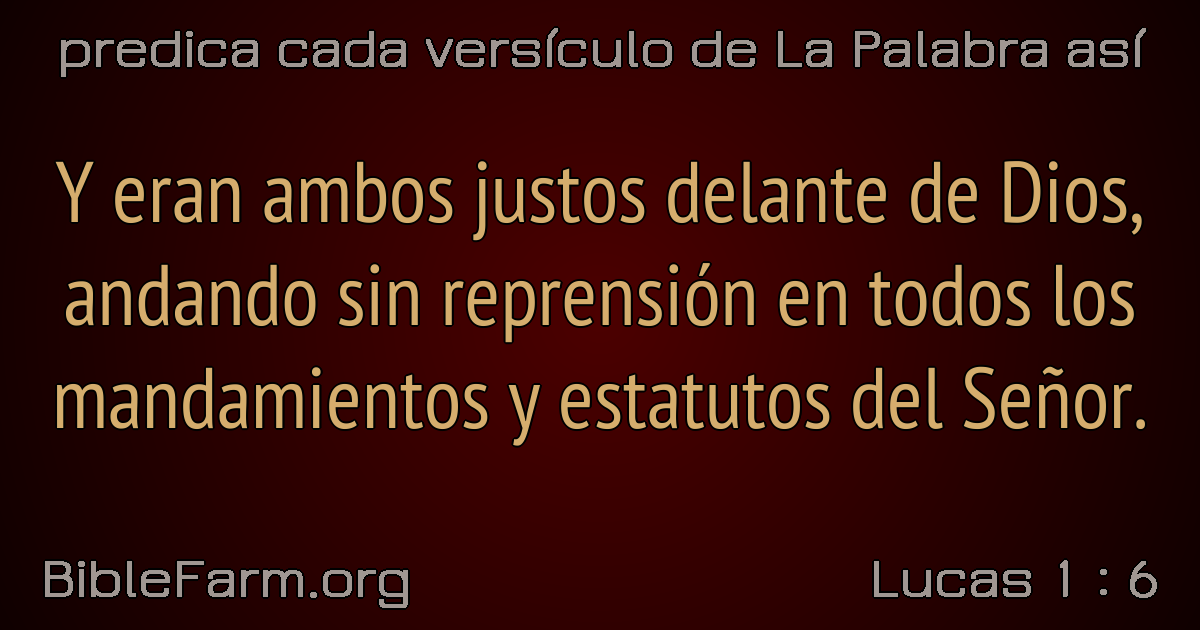 predica cada versículo de La Palabra así
Y eran ambos justos delante de Dios,
andando sin reprensión en todos los
mandamientos y estatutos del Señor.
BibleFarm.org
Lucas 1 : 6